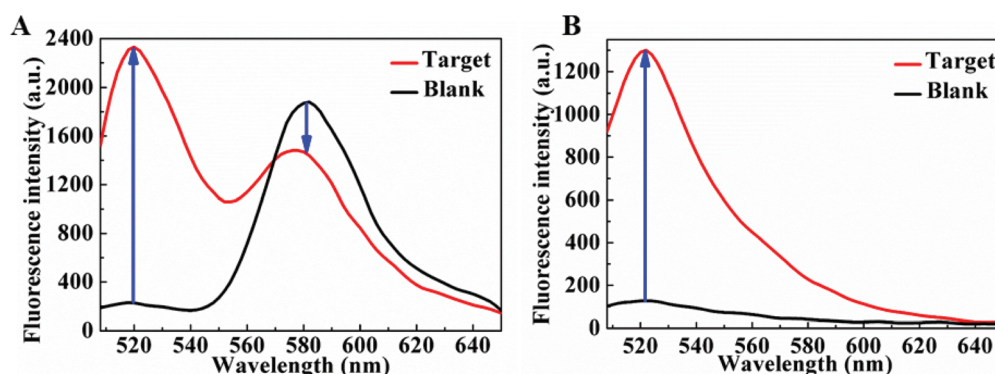 A
Fluorescence intensity (a.u.)
2400
2000
1600
1200
800
400
0
Target
Blank
520 540 560 580 600 620 640
Wavelength (nm)
B
Fluorescence intensity (a.u.)
1200
1000
800
600
400
200
0
Target
Blank
520 540 560 580 600 620 640
Wavelength (nm)